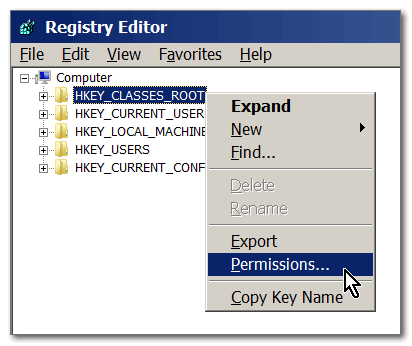 Registry Editor
File Edit View Favorites Help
Computer
HKEY_CLASSES_ROOT
HKEY_CURRENT_USER
HKEY_LOCAL_MACHINE
HKEY_USERS
HKEY_CURRENT_CONF
Expand
New
Find...
Delete
Rename
Export
Permissions...
Copy Key Name